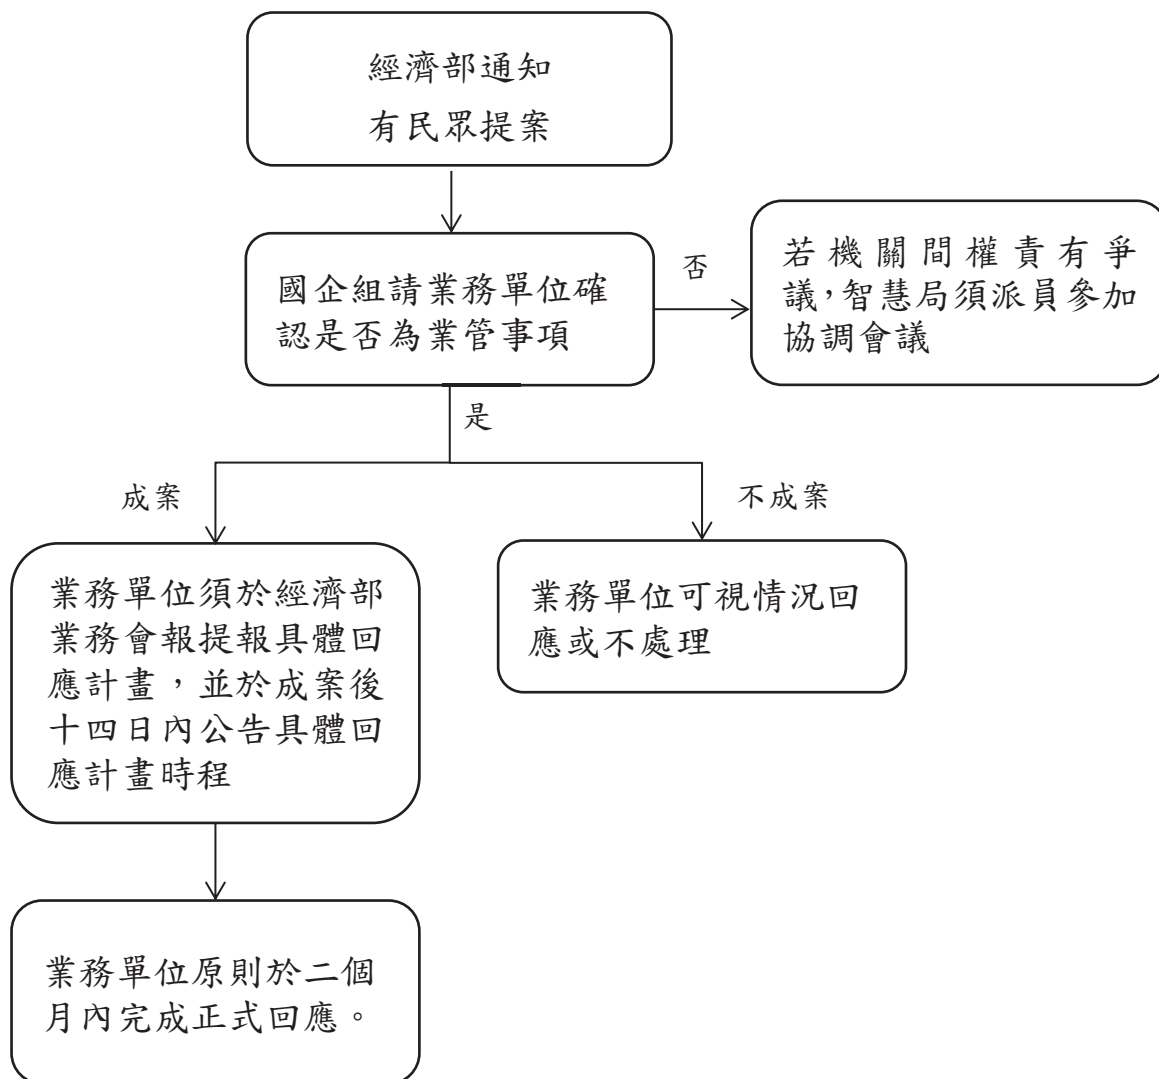 經濟部通知
有民眾提案
國企組請業務單位確
認是否為業管事項
否
若機關間權責有爭
議，智慧局須派員參加
協調會議
是
成案
不成案
業務單位須於經濟部
業務會報提報具體回
應計畫，並於成案後
十四日內公告具體回
應計畫時程
業務單位可視情況回
應或不處理
業務單位原則於二個
月內完成正式回應。